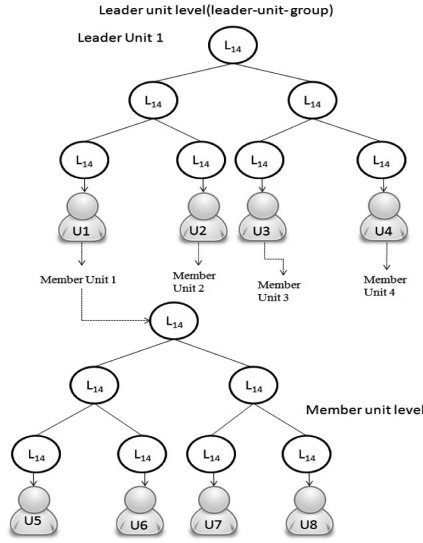 Leader unit level(leader-unit-group)
Leader Unit 1
L14
L14
L14
L14
L14
L14
L14
U1
U2
U3
U4
Member Unit 1
Member
Unit 2
Member
Unit 3
Member
Unit 4
L14
L14
L14
Member unit level
L14
L14
L14
L14
U5
U6
U7
U8